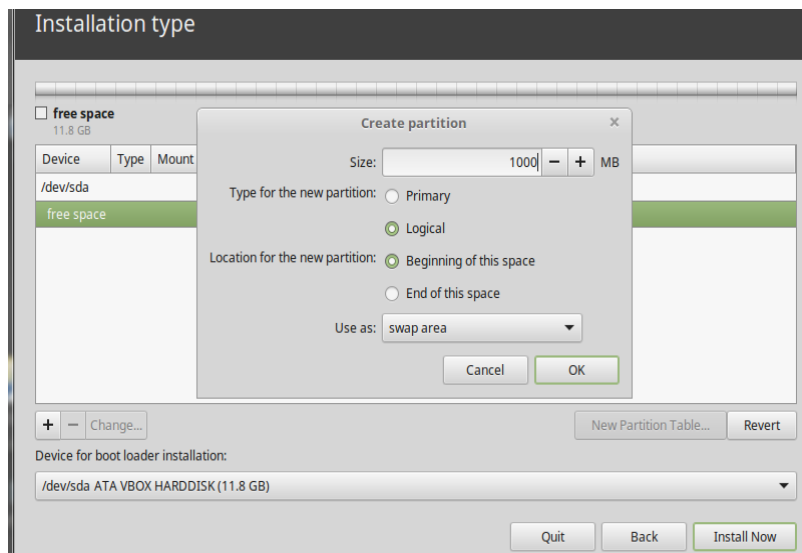 Installation type
free space
11.8 GB
Create partition
Device Type Mount
Size: 1000 MB
/dev/sda
Type for the new partition: Primary
free space
Logical
Location for the new partition: Beginning of this space
End of this space
Use as: swap area
Cancel OK
+ − Change... New Partition Table... Revert
Device for boot loader installation:
/dev/sda ATA VBOX HARDDISK (11.8 GB)
Quit Back Install Now